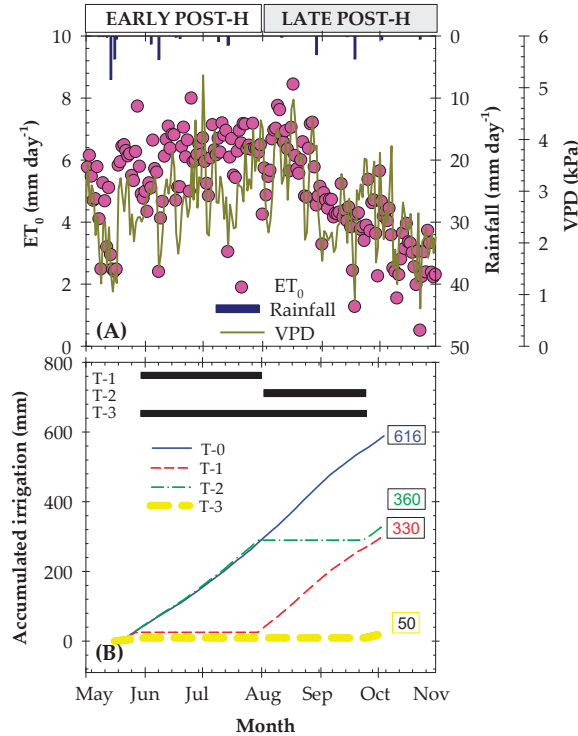 EARLY POST-H LATE POST-H
(A)
10 0 6
8 10 5
6 20 4
4 30 3
2 40 2
0 50 1
0
ET0 (mm day-1)
Rainfall (mm day-1)
VPD (kPa)
ET0
Rainfall
VPD
(A)
800
600
400
200
0
Accumulated irrigation (mm)
T-1
T-2
T-3
T-0
T-1
T-2
T-3
616
360
330
50
(B)
May Jun Jul Aug Sep Oct Nov
Month